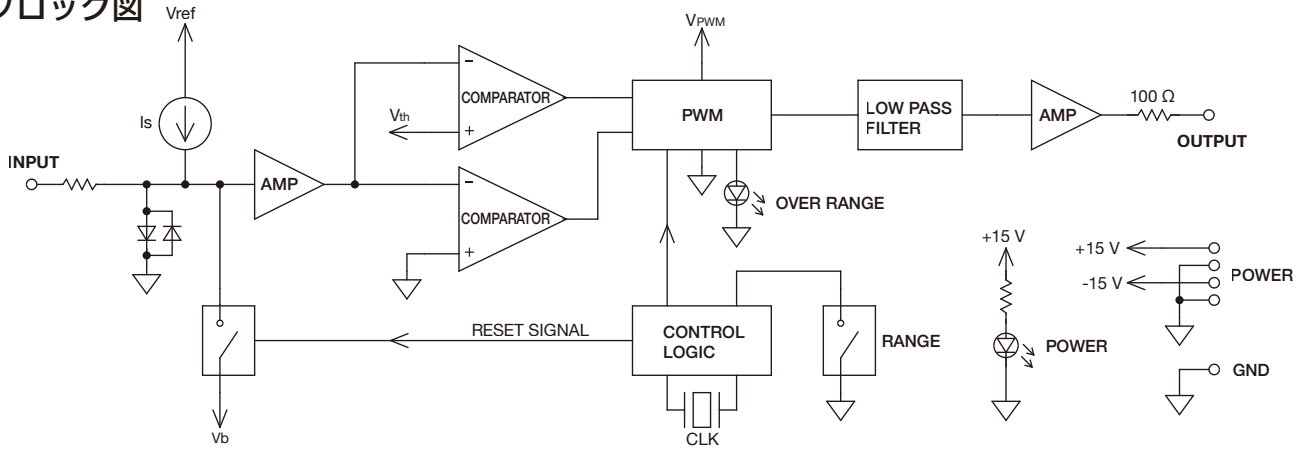 ブロック図
Vref
Is
INPUT
AMP
Vth
−
COMPARATOR
+
−
COMPARATOR
+
VPWM
PWM
OVER RANGE
LOW PASS
FILTER
AMP
100 Ω
OUTPUT
RESET SIGNAL
Vb
CONTROL
LOGIC
CLK
RANGE
+15 V
POWER
+15 V
-15 V
POWER
GND